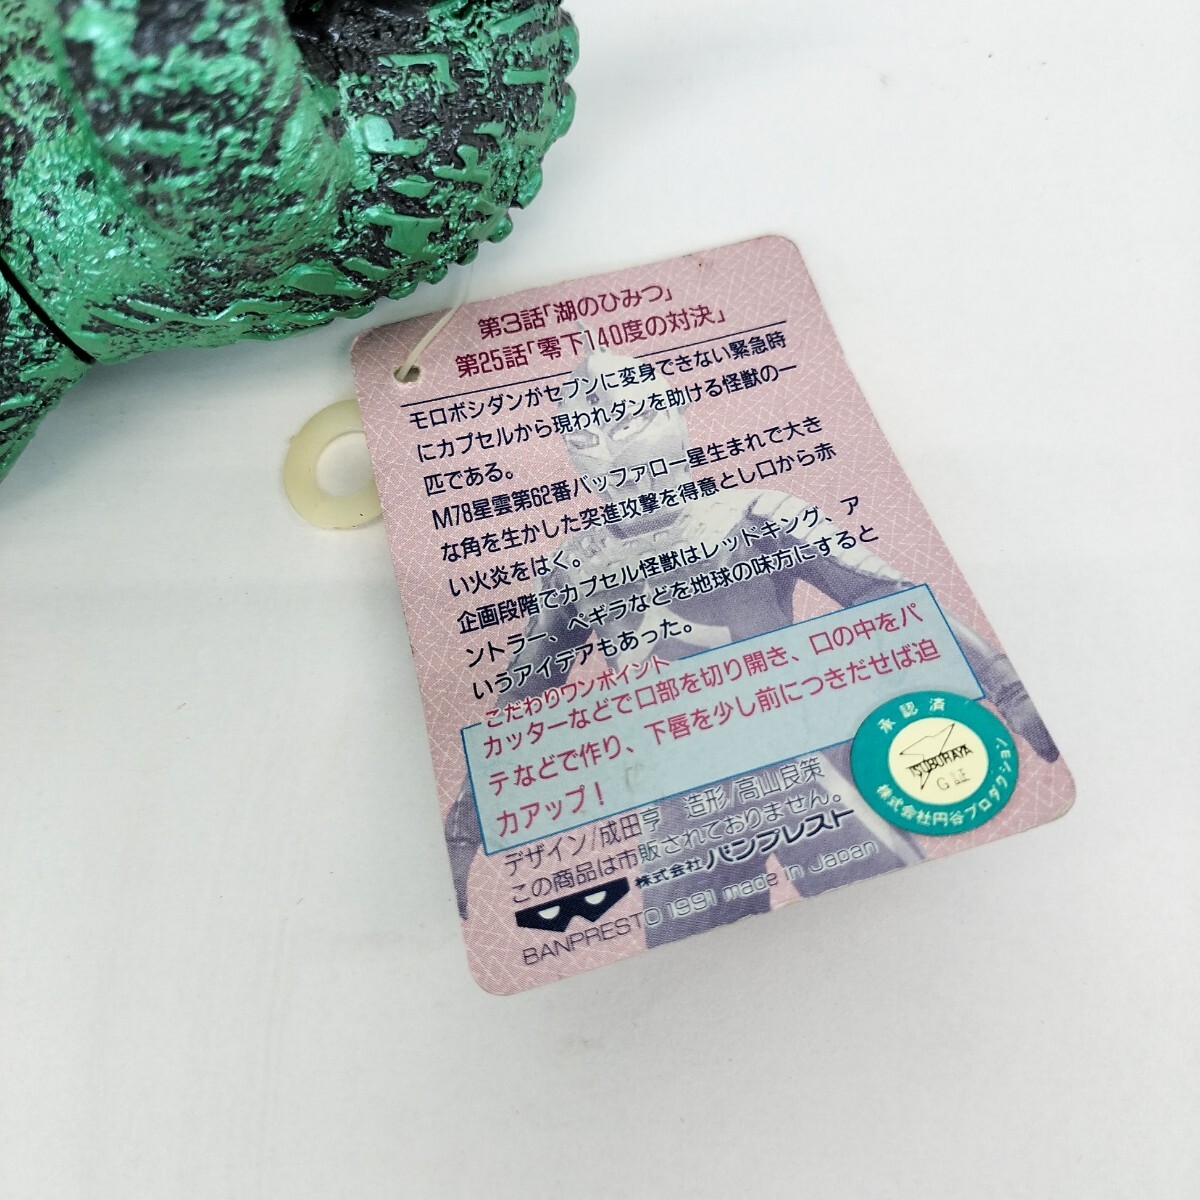 第3話「湖のひみつ」
第25話「零下140度の対決」
モロボシダンがセブンに変身できない緊急時
にカプセルから現われダンを助ける怪獣の一
匹である。
M78星雲第62番バッファロー星生まれで大き
な角を生かした突進攻撃を得意とし口から赤
い火炎をはく。
企画段階でカプセル怪獣はレッドキング、ア
ントラー、ペギラなどを地球の味方にすると
いうアイデアもあった。
こだわりワンポイント
カッターなどで口部を切り開き、口の中をパ
テなどで作り、下唇を少し前につきだせば迫
力アップ!
デザイン/成田亨 造形/高山良策
この商品は市販されておりません。
株式会社バンプレスト
BANPRESTO 1991 made in Japan
承認済
TSUBURAYA
G
株式会社円谷プロダクション